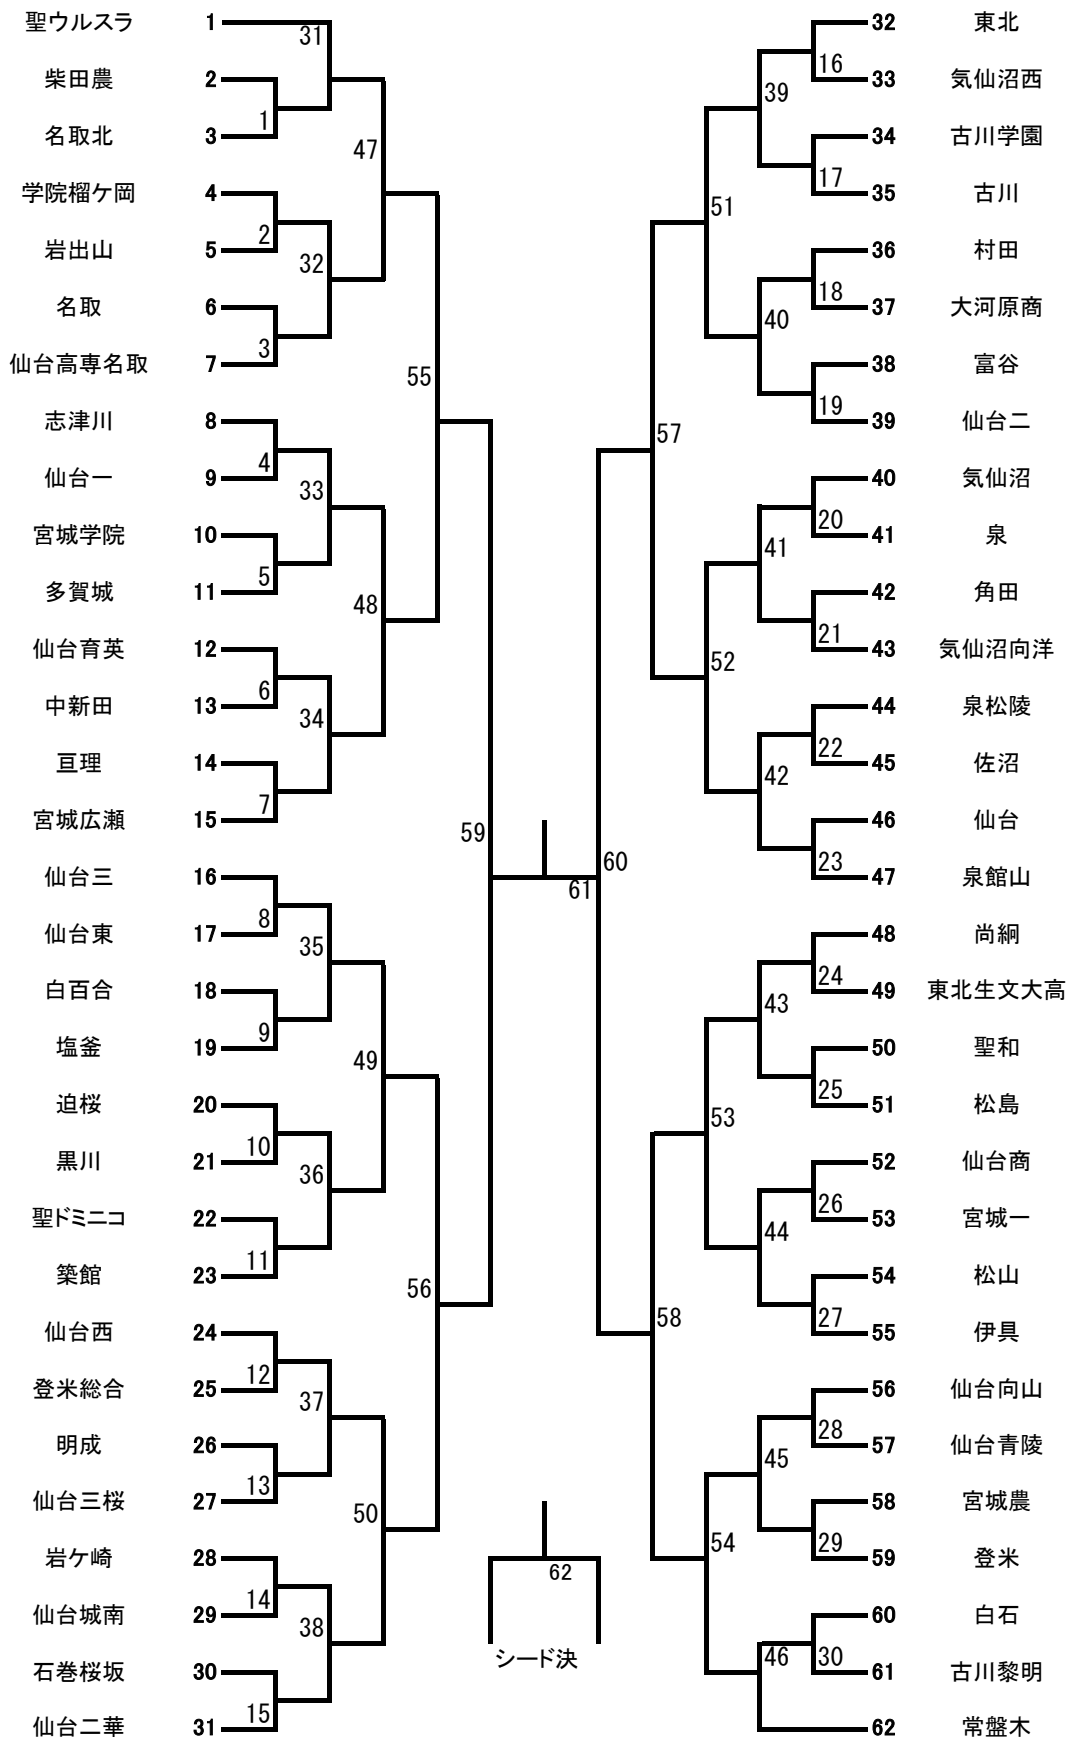 聖ウルスラ 1
柴田農 2
名取北 3
学院榴ケ岡 4
岩出山 5
名取 6
仙台高専名取 7
志津川 8
仙台一 9
宮城学院 10
多賀城 11
仙台育英 12
中新田 13
亘理 14
宮城広瀬 15
仙台三 16
仙台東 17
白百合 18
塩釜 19
迫桜 20
黒川 21
聖ドミニコ 22
築館 23
仙台西 24
登米総合 25
明成 26
仙台三桜 27
岩ケ崎 28
仙台城南 29
石巻桜坂 30
仙台二華 31
1
2
3
4
5
6
7
8
9
10
11
12
13
14
15
31
32
33
34
35
36
37
38
47
48
49
50
55
56
59
61
60
62
シード決
57
58
51
52
53
54
39
40
41
42
43
44
45
46
16
17
18
19
20
21
22
23
24
25
26
27
28
29
30
32 東北
33 気仙沼西
34 古川学園
35 古川
36 村田
37 大河原商
38 富谷
39 仙台二
40 気仙沼
41 泉
42 角田
43 気仙沼向洋
44 泉松陵
45 佐沼
46 仙台
47 泉館山
48 尚絅
49 東北生文大高
50 聖和
51 松島
52 仙台商
53 宮城一
54 松山
55 伊具
56 仙台向山
57 仙台青陵
58 宮城農
59 登米
60 白石
61 古川黎明
62 常盤木